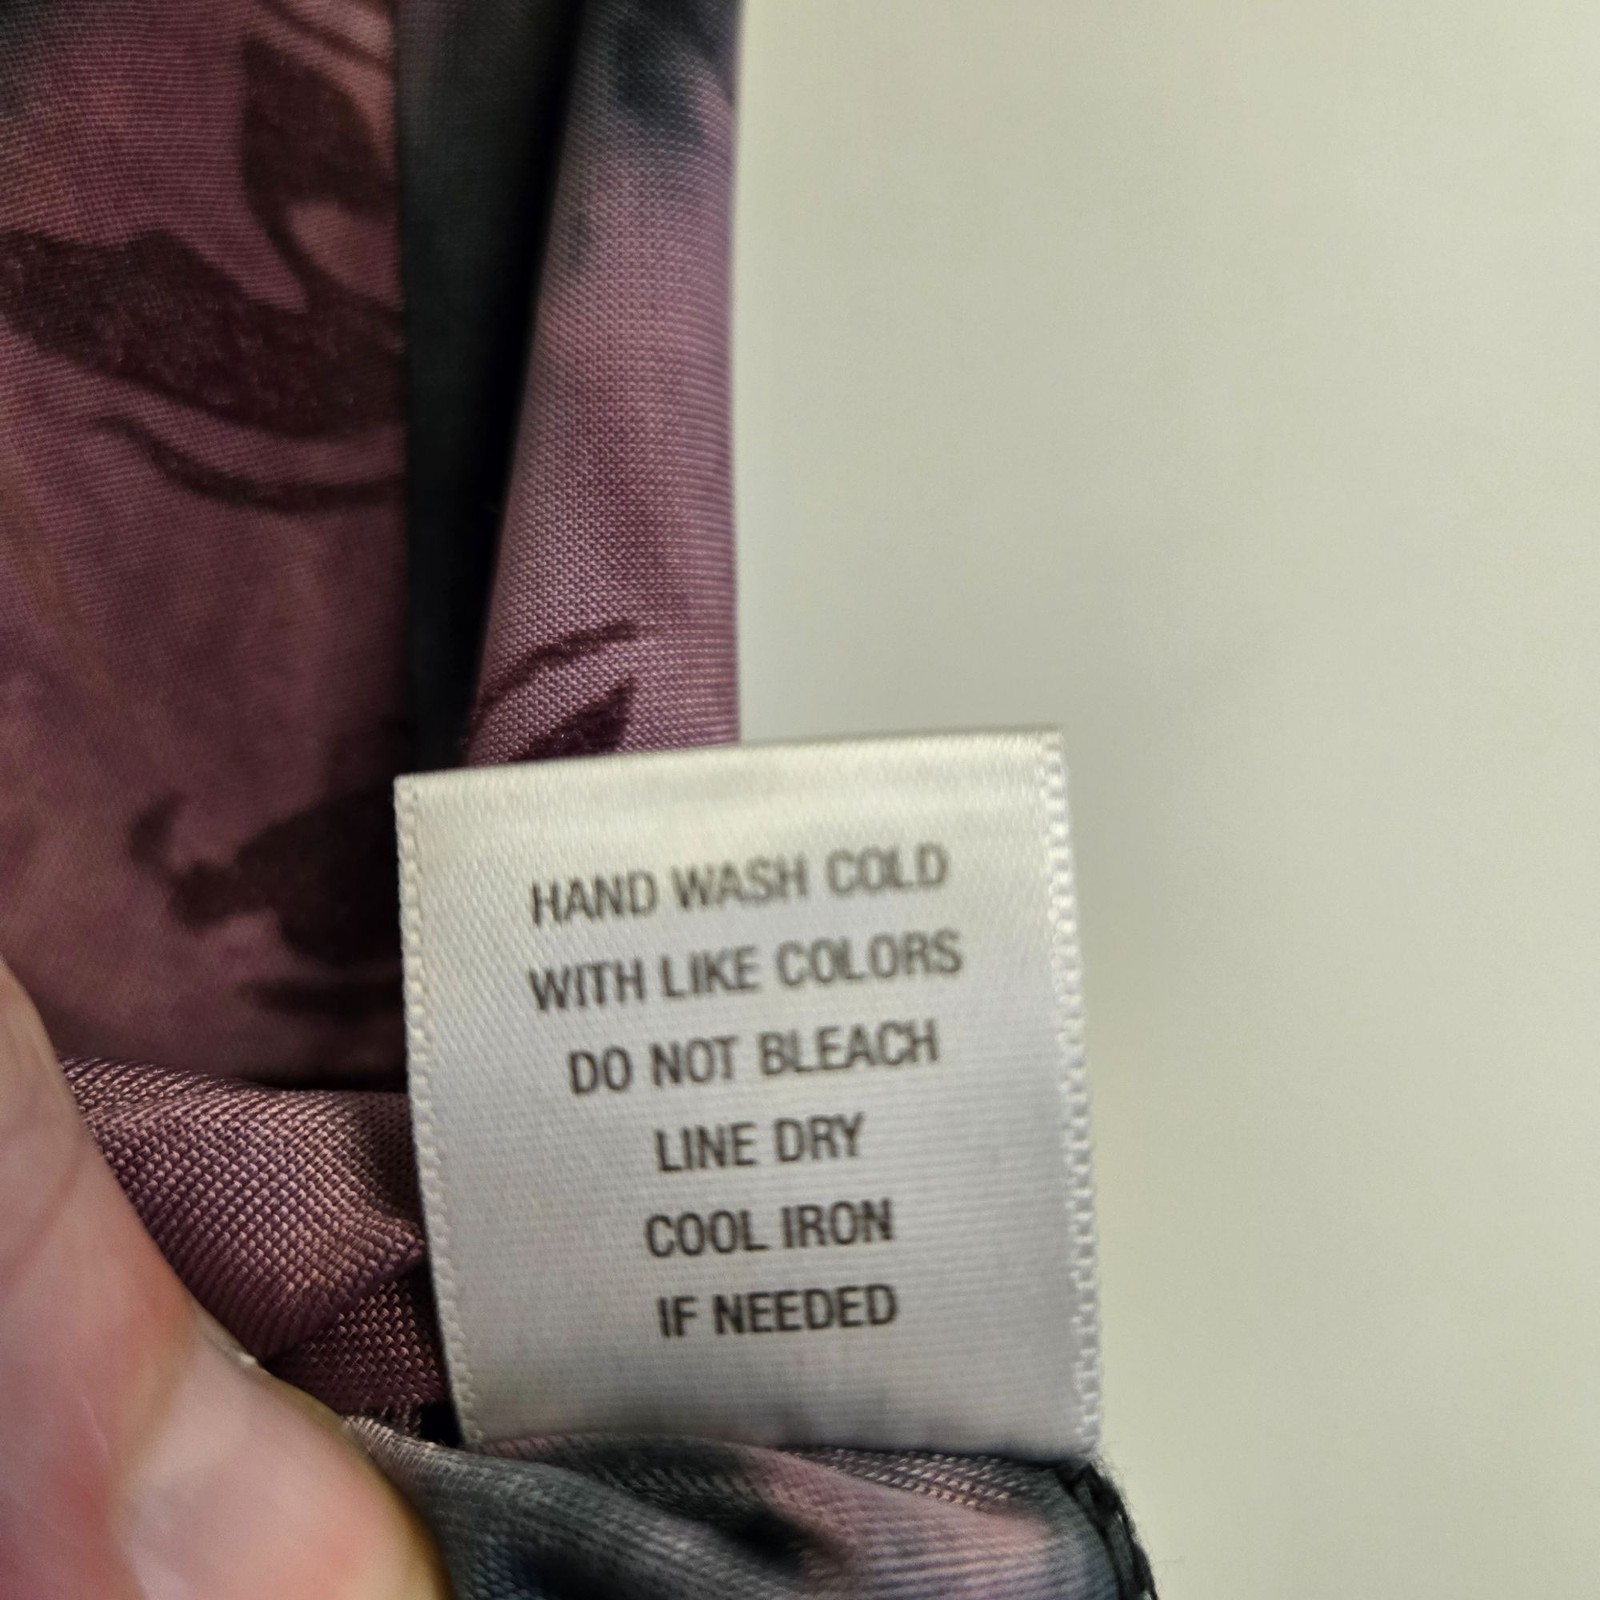 HAND WASH COLD
WITH LIKE COLORS
DO NOT BLEACH
LINE DRY
COOL IRON
IF NEEDED